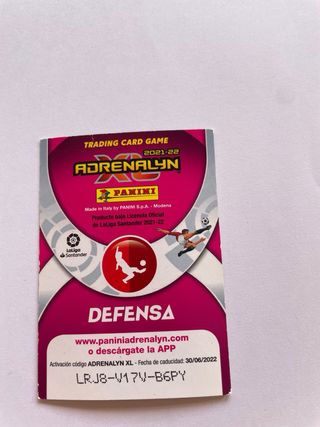 TRADING CARD GAME
2021-22
ADRENALYN
XL
PANINI
Made in Italy by PANINI S.p.A. - Modena
Producto bajo Licencia Oficial
de LaLiga Santander 2021-22
LaLiga
Santander
DEFENSA
www.paniniadrenalyn.com
o descárgate la APP
Activación código ADRENALYN XL - Fecha de caducidad: 30/06/2022
LRJ8-V17V-B6PY